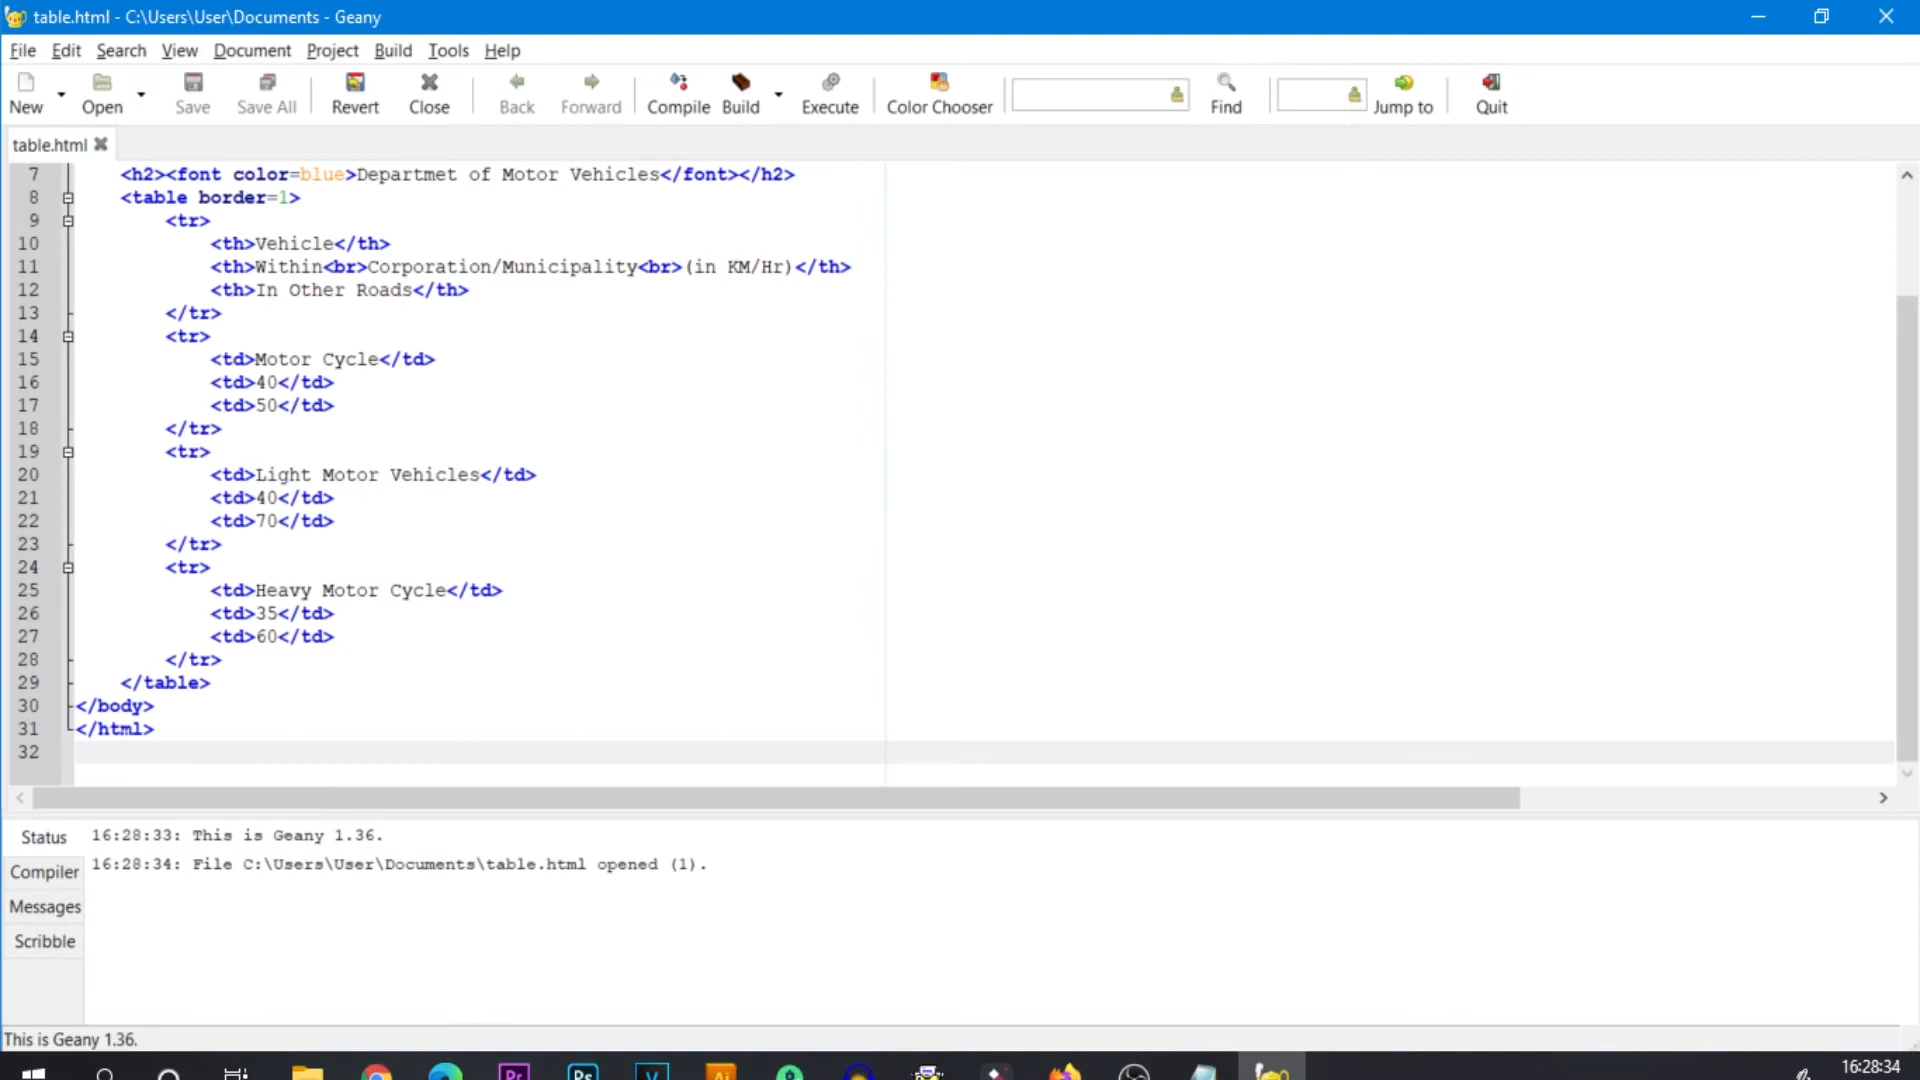 table.html - C:\Users\User\Documents - Geany
File Edit Search View Document Project Build Tools Help
New Open Save Save All Revert Close Back Forward Compile Build Execute Color Chooser Find Jump to Quit
table.html
7 <h2><font color=blue>Departmet of Motor Vehicles</font></h2>
8 <table border=1>
9 <tr>
10 <th>Vehicle</th>
11 <th>Within<br>Corporation/Municipality<br>(in KM/Hr)</th>
12 <th>In Other Roads</th>
13 </tr>
14 <tr>
15 <td>Motor Cycle</td>
16 <td>40</td>
17 <td>50</td>
18 </tr>
19 <tr>
20 <td>Light Motor Vehicles</td>
21 <td>40</td>
22 <td>70</td>
23 </tr>
24 <tr>
25 <td>Heavy Motor Cycle</td>
26 <td>35</td>
27 <td>60</td>
28 </tr>
29 </table>
30 </body>
31 </html>
32
Status 16:28:33: This is Geany 1.36.
16:28:34: File C:\Users\User\Documents\table.html opened (1).
Compiler
Messages
Scribble
This is Geany 1.36.
Pr Ps V Ai
16:28:34